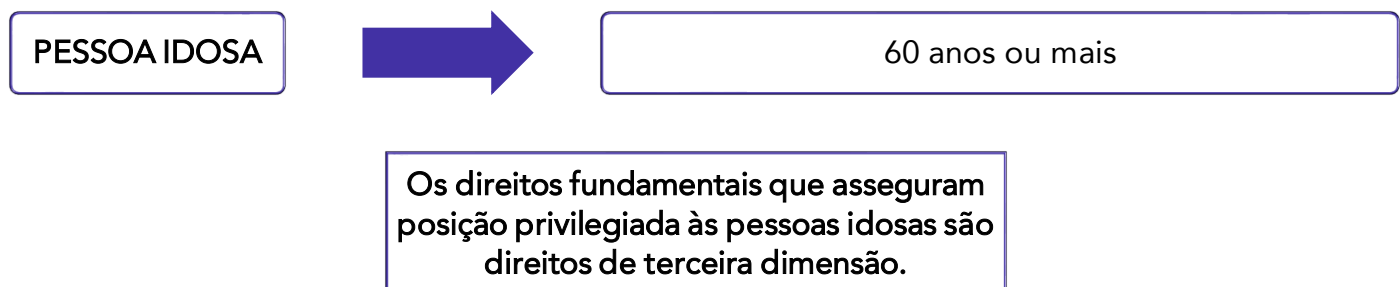 PESSOA IDOSA
60 anos ou mais
Os direitos fundamentais que asseguram
posição privilegiada às pessoas idosas são
direitos de terceira dimensão.